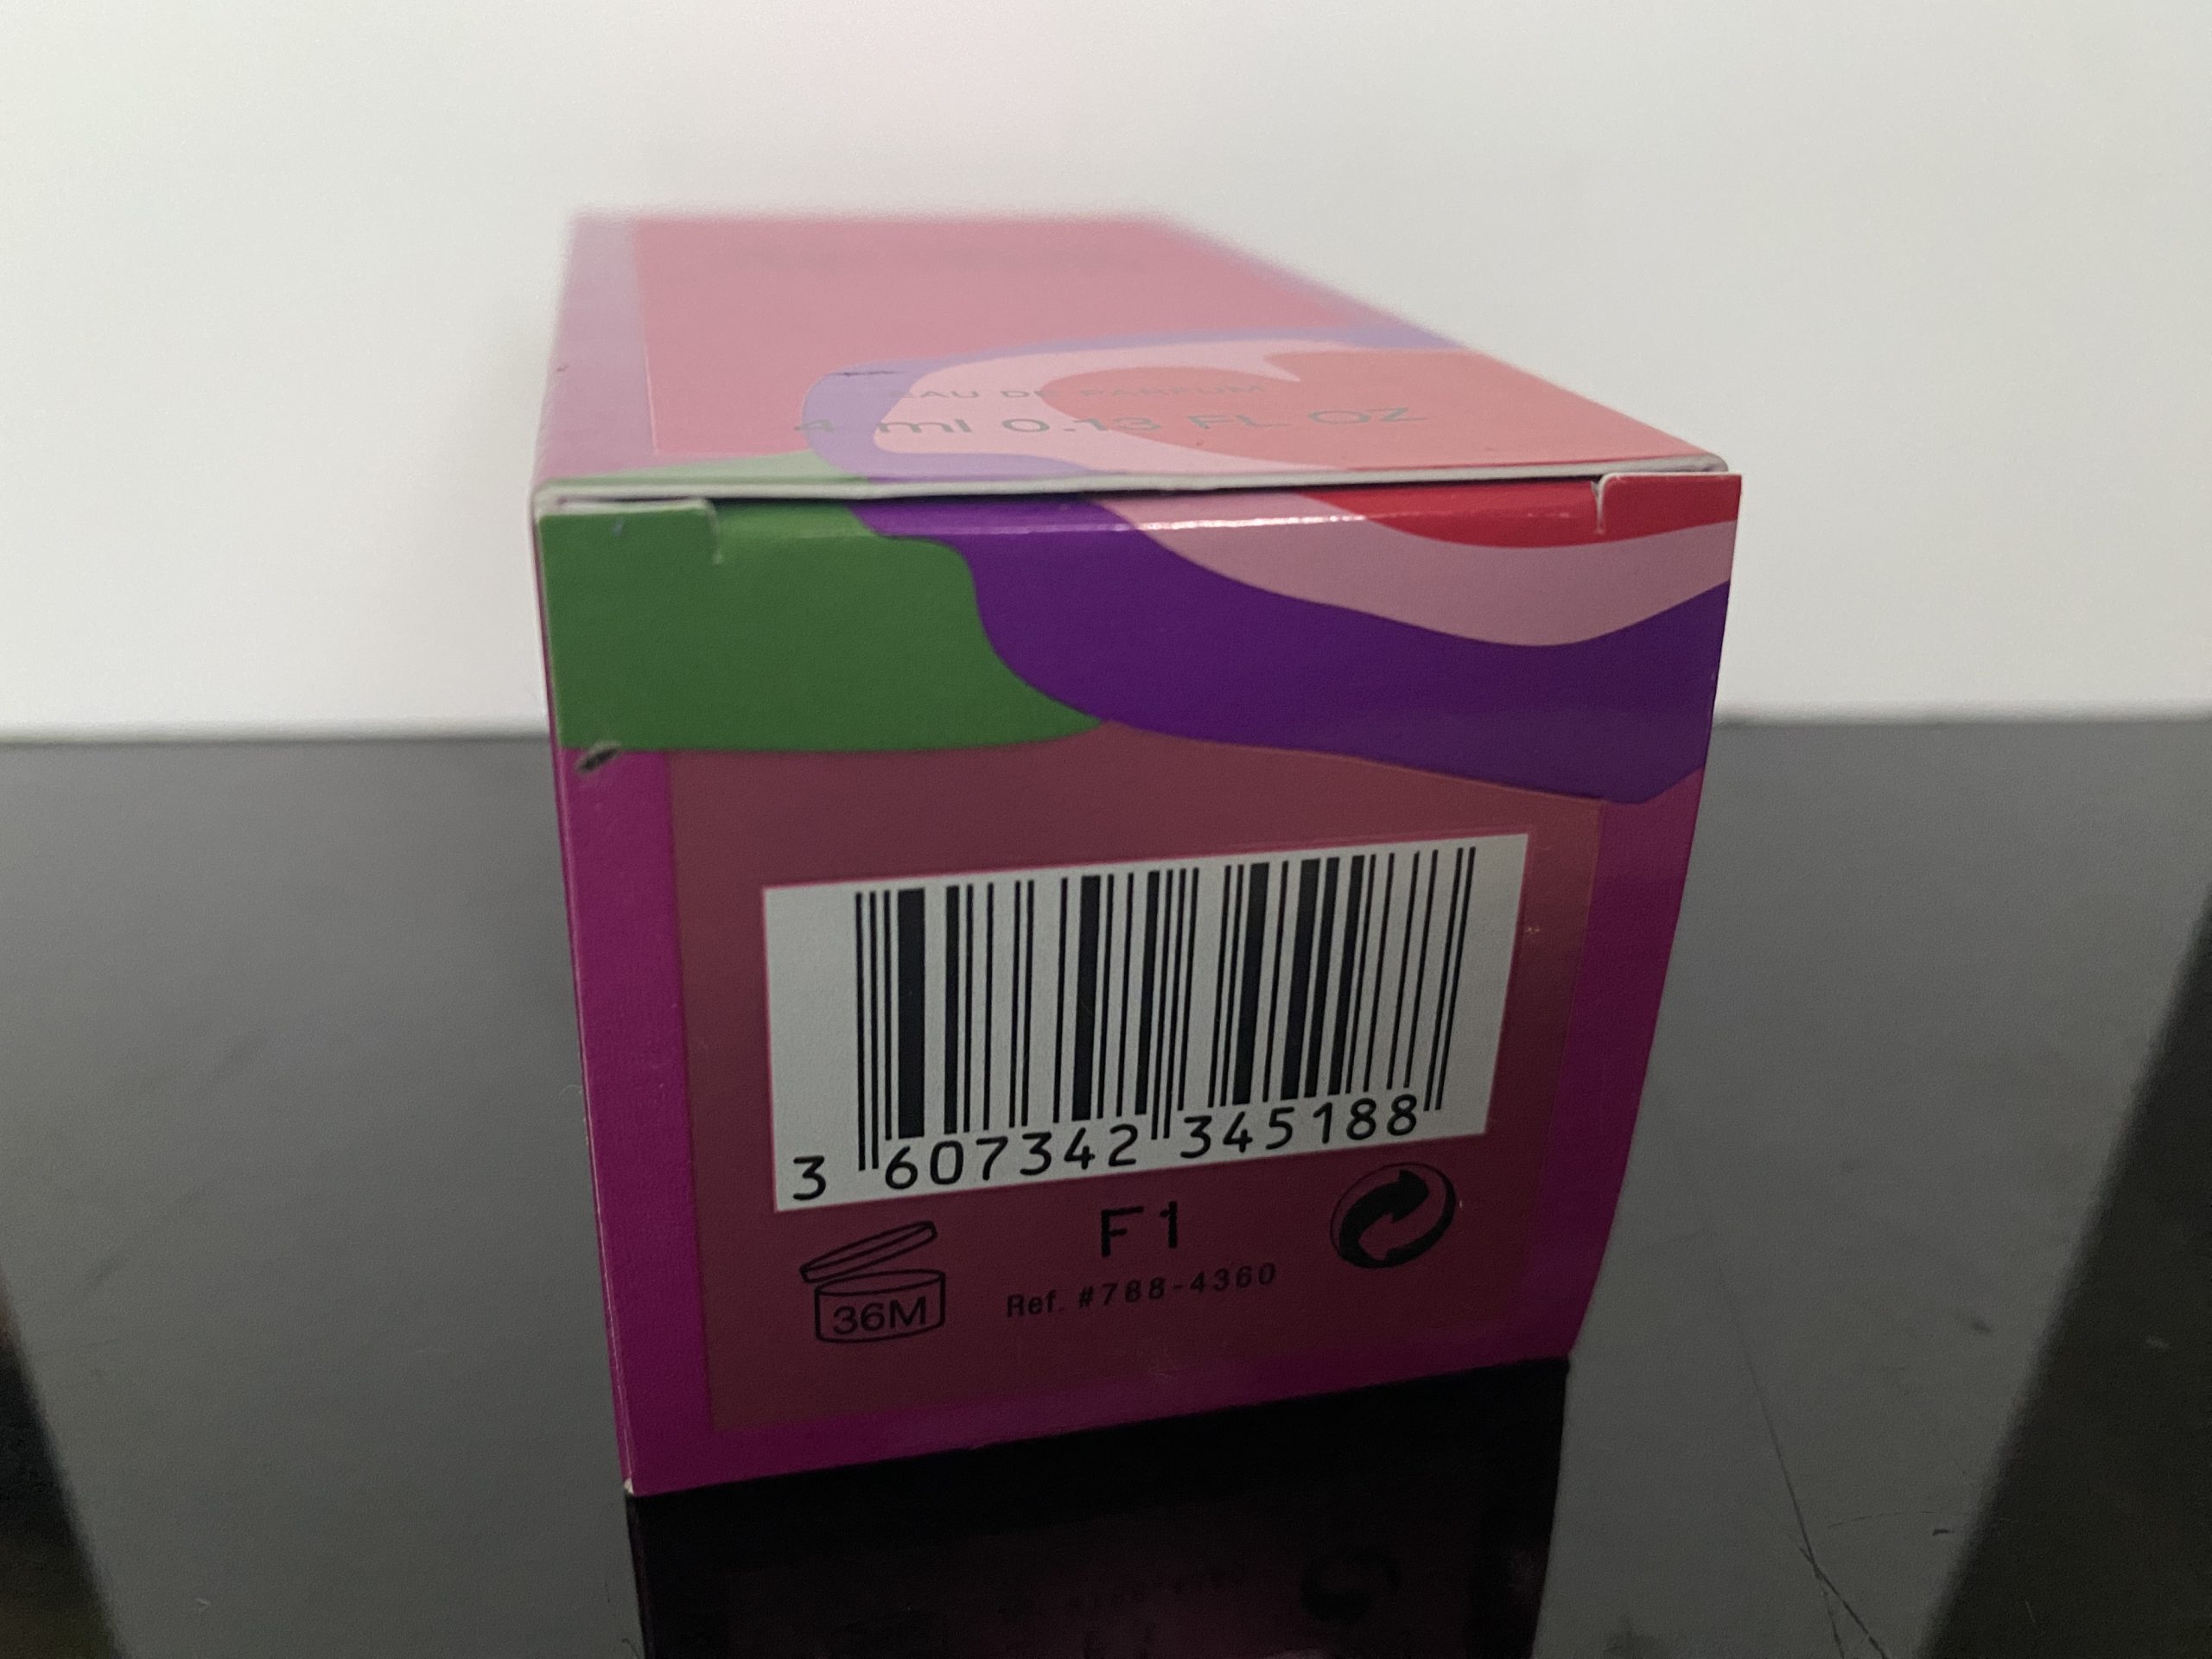 EAU DE PARFUM
4 ml 0.13 FL OZ
3 607342 345188
F1
36M
Ref. #788-4360